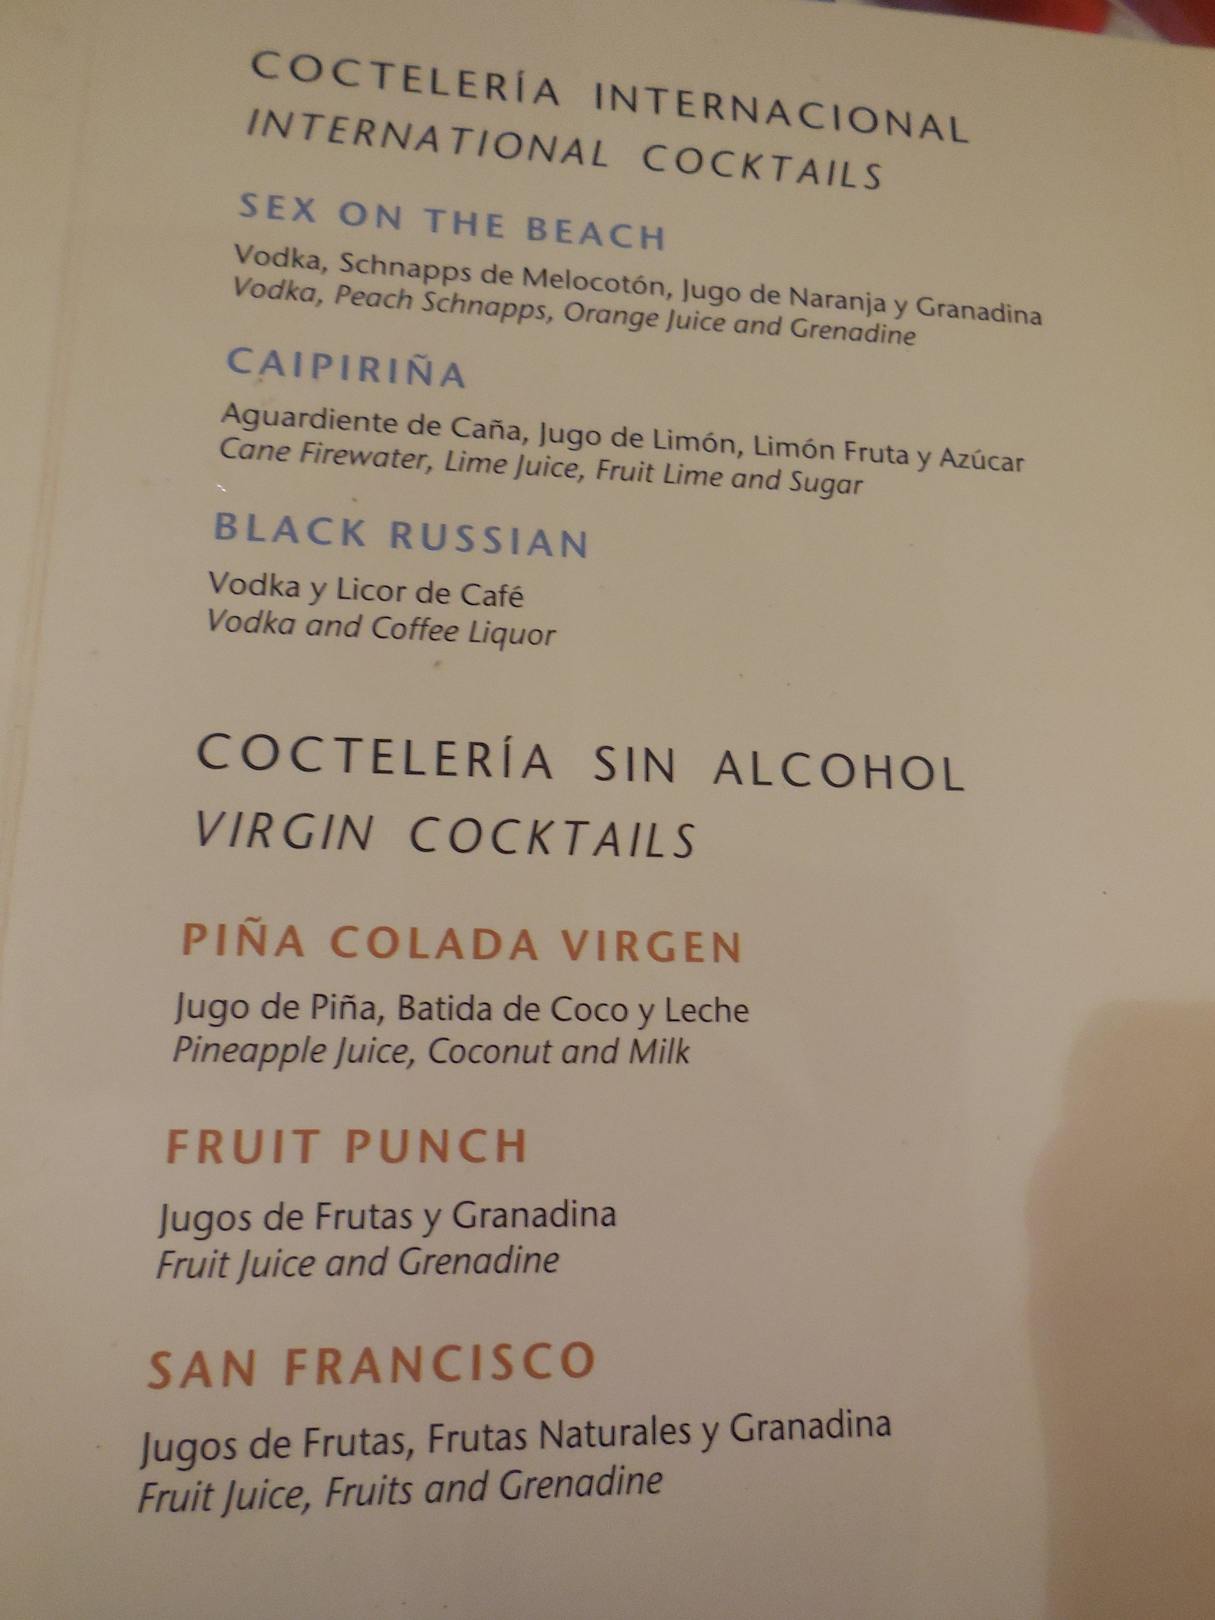 COCTELERÍA INTERNACIONAL
INTERNATIONAL COCKTAILS
SEX ON THE BEACH
Vodka, Schnapps de Melocotón, Jugo de Naranja y Granadina
Vodka, Peach Schnapps, Orange Juice and Grenadine
CAIPIRIÑA
Aguardiente de Caña, Jugo de Limón, Limón Fruta y Azúcar
Cane Firewater, Lime Juice, Fruit Lime and Sugar
BLACK RUSSIAN
Vodka y Licor de Café
Vodka and Coffee Liquor
COCTELERÍA SIN ALCOHOL
VIRGIN COCKTAILS
PIÑA COLADA VIRGEN
Jugo de Piña, Batida de Coco y Leche
Pineapple Juice, Coconut and Milk
FRUIT PUNCH
Jugos de Frutas y Granadina
Fruit Juice and Grenadine
SAN FRANCISCO
Jugos de Frutas, Frutas Naturales y Granadina
Fruit Juice, Fruits and Grenadine